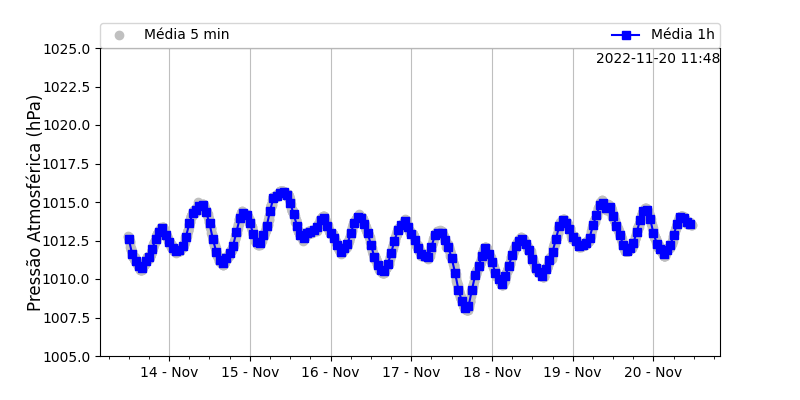 Média 5 min
Média 1h
2022-11-20 11:48
Pressão Atmosférica (hPa)
1025.0
1022.5
1020.0
1017.5
1015.0
1012.5
1010.0
1007.5
1005.0
14 - Nov
15 - Nov
16 - Nov
17 - Nov
18 - Nov
19 - Nov
20 - Nov